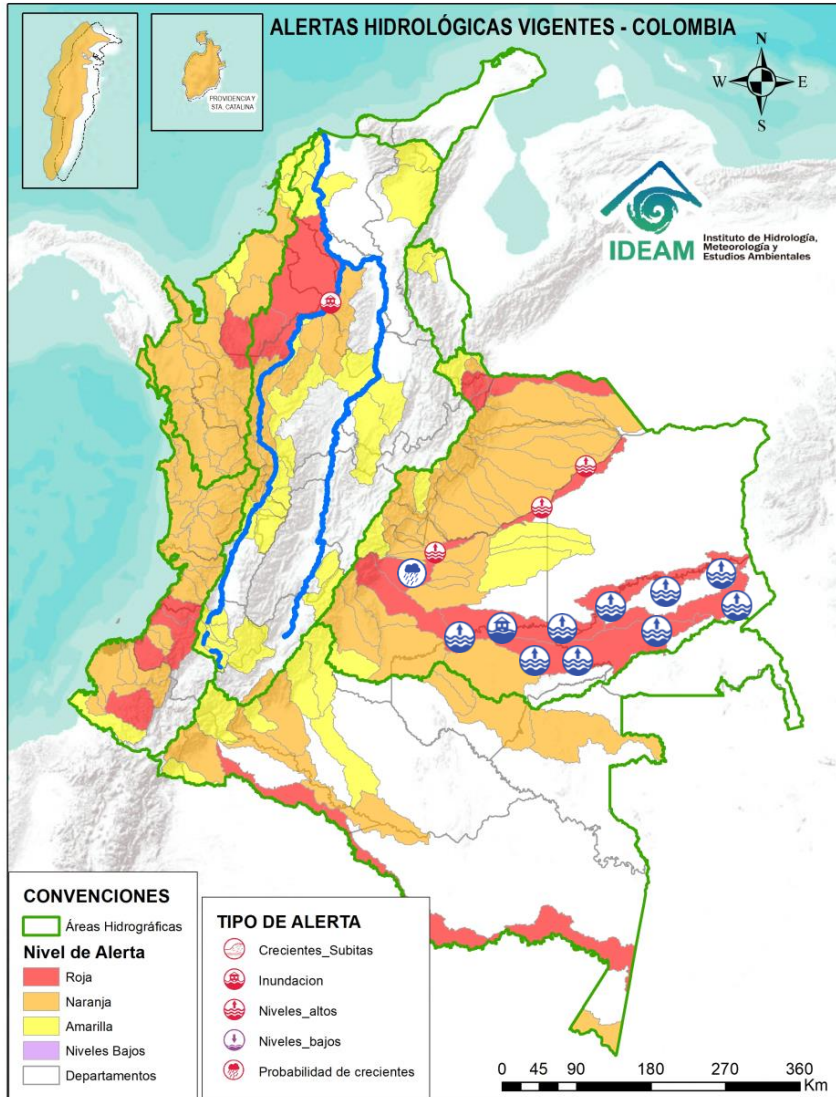 ALERTAS HIDROLÓGICAS VIGENTES - COLOMBIA
PROVIDENCIA Y
STA. CATALINA
N
W
E
S
IDEAM
Instituto de Hidrología,
Meteorología y
Estudios Ambientales
CONVENCIONES
Áreas Hidrográficas
Nivel de Alerta
Roja
Naranja
Amarilla
Niveles Bajos
Departamentos
TIPO DE ALERTA
Crecientes_Subitas
Inundacion
Niveles_altos
Niveles_bajos
Probabilidad de crecientes
0 45 90 180 270 360
Km